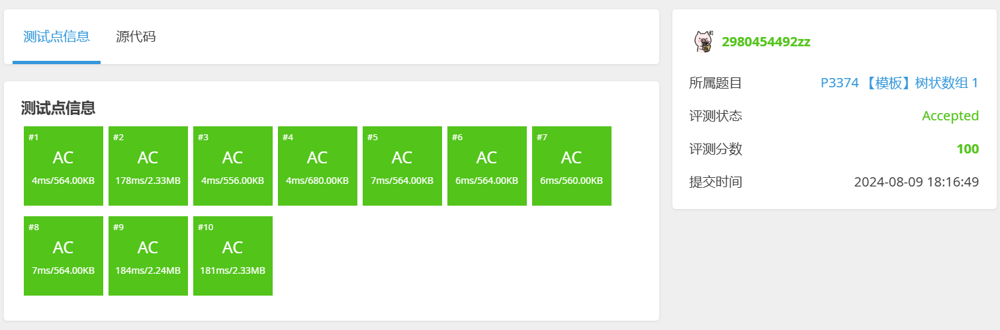 测试点信息 源代码
测试点信息
#1 #2 #3 #4 #5 #6 #7
AC AC AC AC AC AC AC
4ms/564.00KB 178ms/2.33MB 4ms/556.00KB 4ms/680.00KB 7ms/564.00KB 6ms/564.00KB 6ms/560.00KB
#8 #9 #10
AC AC AC
7ms/564.00KB 184ms/2.24MB 181ms/2.33MB
2980454492zz
所属题目 P3374 【模板】树状数组 1
评测状态 Accepted
评测分数 100
提交时间 2024-08-09 18:16:49